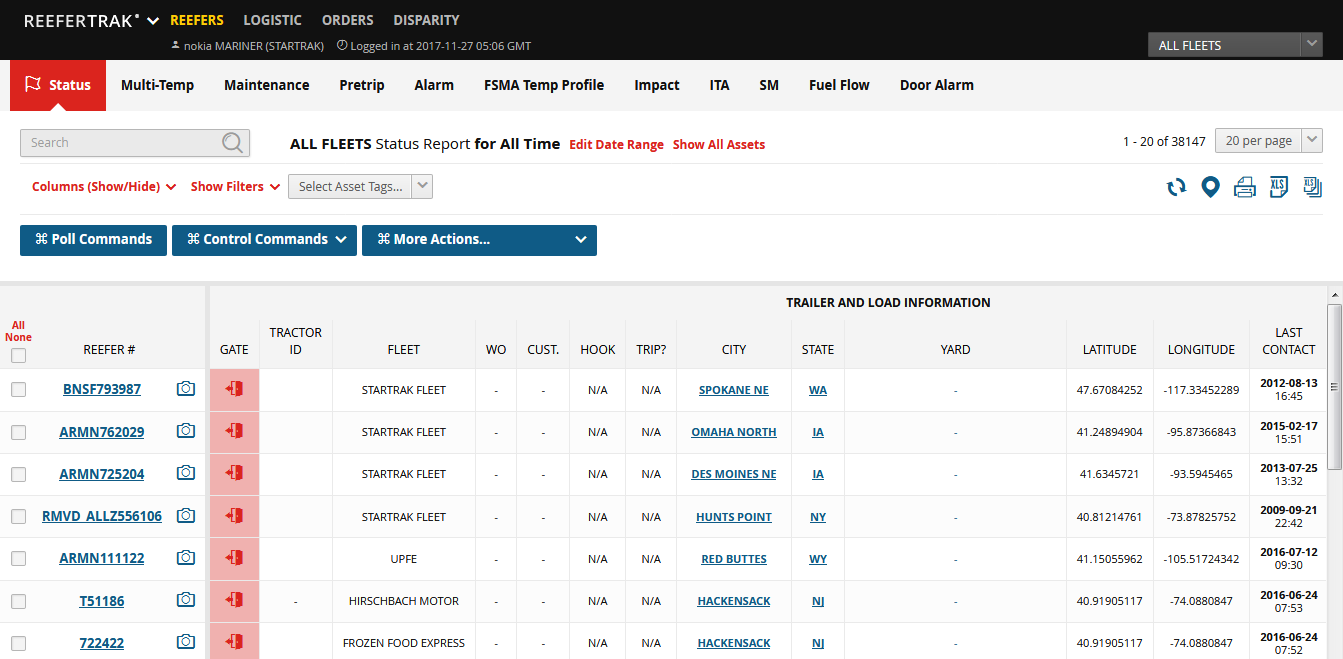 REEFERTRAK® REEFERS LOGISTIC ORDERS DISPARITY
nokia MARINER (STARTRAK) Logged in at 2017-11-27 05:06 GMT
ALL FLEETS
Status Multi-Temp Maintenance Pretrip Alarm FSMA Temp Profile Impact ITA SM Fuel Flow Door Alarm
Search ALL FLEETS Status Report for All Time Edit Date Range Show All Assets 1 - 20 of 38147 20 per page
Columns (Show/Hide) Show Filters Select Asset Tags... XLS XLS
⌘ Poll Commands ⌘ Control Commands ⌘ More Actions...
TRAILER AND LOAD INFORMATION
All
None
REEFER # GATE TRACTOR ID FLEET WO CUST. HOOK TRIP? CITY STATE YARD LATITUDE LONGITUDE LAST CONTACT
BNSF793987 STARTRAK FLEET - - N/A N/A SPOKANE NE WA - 47.67084252 -117.33452289 2012-08-13 16:45
ARMN762029 STARTRAK FLEET - - N/A N/A OMAHA NORTH IA - 41.24894904 -95.87366843 2015-02-17 15:51
ARMN725204 STARTRAK FLEET - - N/A N/A DES MOINES NE IA - 41.6345721 -93.5945465 2013-07-25 13:32
RMVD_ALLZ556106 STARTRAK FLEET - - N/A N/A HUNTS POINT NY - 40.81214761 -73.87825752 2009-09-21 22:42
ARMN111122 UPFE - - N/A N/A RED BUTTES WY - 41.15055962 -105.51724342 2016-07-12 09:30
T51186 - HIRSCHBACH MOTOR - - N/A N/A HACKENSACK NJ - 40.91905117 -74.0880847 2016-06-24 07:53
722422 FROZEN FOOD EXPRESS - - N/A N/A HACKENSACK NJ - 40.91905117 -74.0880847 2016-06-24 07:52